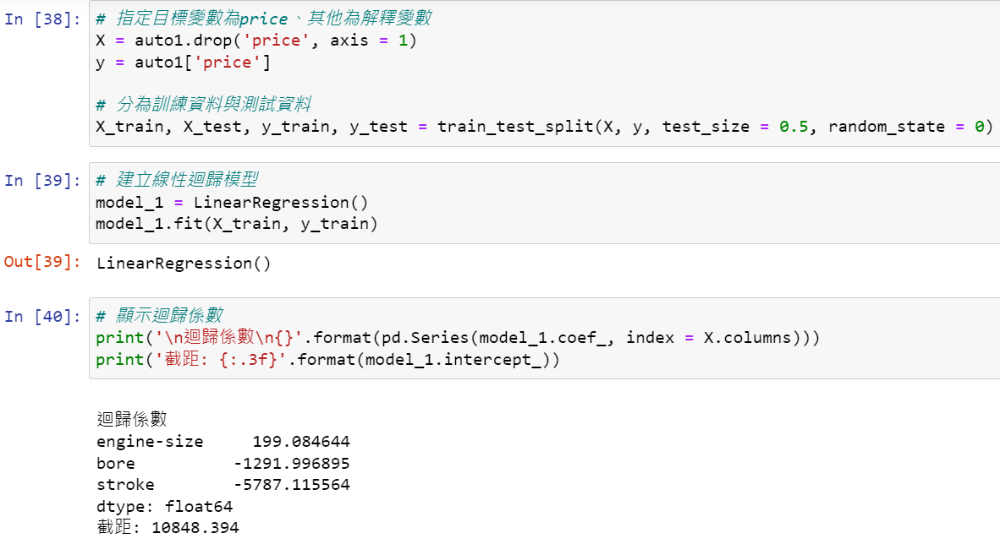 In [38]: # 指定目標變數為price、其他為解釋變數
X = auto1.drop('price', axis = 1)
y = auto1['price']
# 分為訓練資料與測試資料
X_train, X_test, y_train, y_test = train_test_split(X, y, test_size = 0.5, random_state = 0)
In [39]: # 建立線性迴歸模型
model_1 = LinearRegression()
model_1.fit(X_train, y_train)
Out[39]: LinearRegression()
In [40]: # 顯示迴歸係數
print('\n迴歸係數\n{}'.format(pd.Series(model_1.coef_, index = X.columns)))
print('截距: {:.3f}'.format(model_1.intercept_))
迴歸係數
engine-size     199.084644
bore          -1291.996895
stroke        -5787.115564
dtype: float64
截距: 10848.394